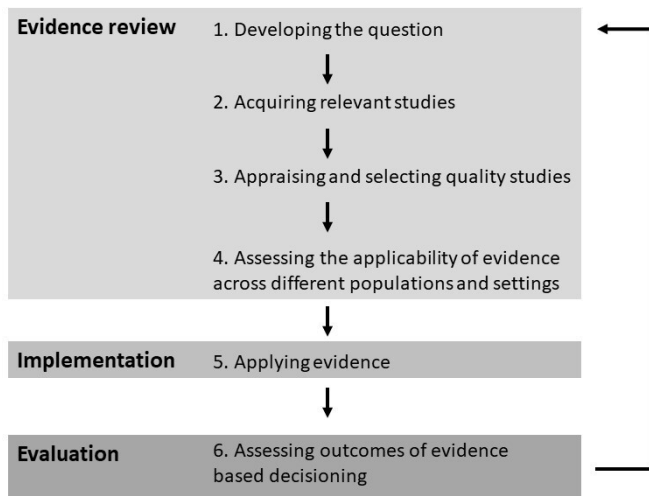 Evidence review
1. Developing the question
2. Acquiring relevant studies
3. Appraising and selecting quality studies
4. Assessing the applicability of evidence
across different populations and settings
Implementation
5. Applying evidence
Evaluation
6. Assessing outcomes of evidence
based decisioning